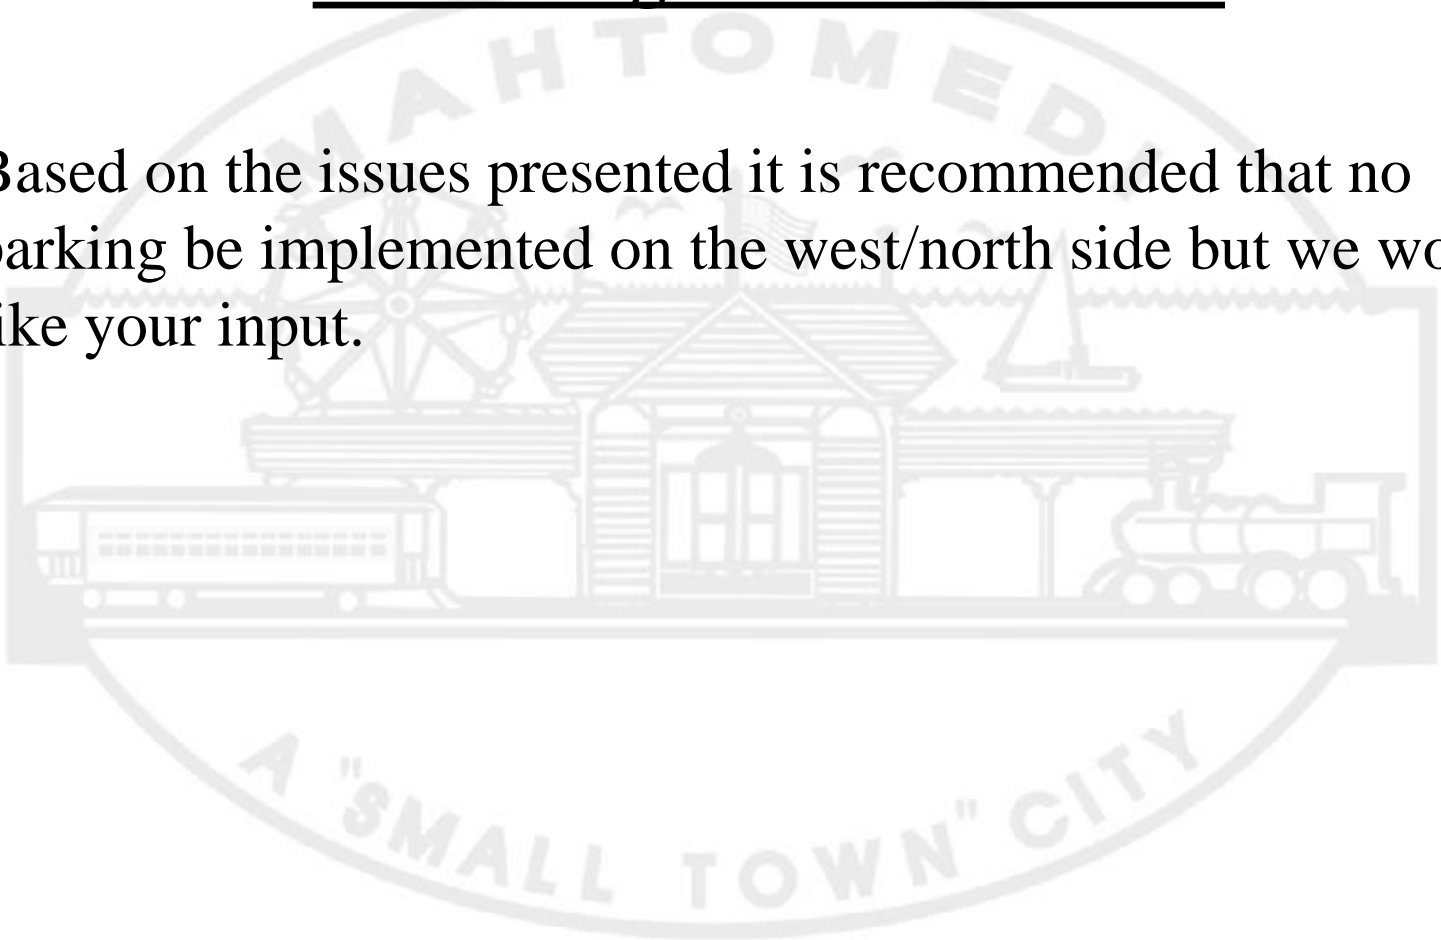 MAHTOMEDI
Based on the issues presented it is recommended that no
parking be implemented on the west/north side but we wo
like your input.
A "SMALL TOWN" CITY